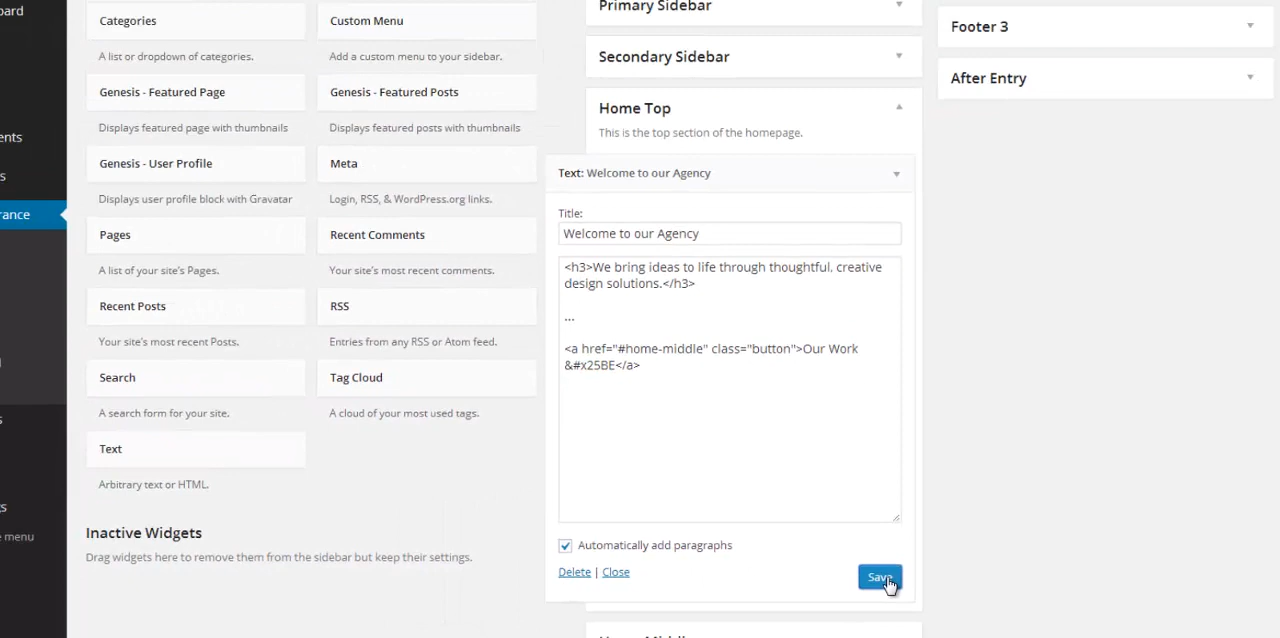 ard
ents
s
rance
s
gs
e menu
Categories
A list or dropdown of categories.
Genesis - Featured Page
Displays featured page with thumbnails
Genesis - User Profile
Displays user profile block with Gravatar
Pages
A list of your site's Pages.
Recent Posts
Your site's most recent Posts.
Search
A search form for your site.
Text
Arbitrary text or HTML.
Custom Menu
Add a custom menu to your sidebar.
Genesis - Featured Posts
Displays featured posts with thumbnails
Meta
Login, RSS, & WordPress.org links.
Recent Comments
Your site's most recent comments.
RSS
Entries from any RSS or Atom feed.
Tag Cloud
A cloud of your most used tags.
Inactive Widgets
Drag widgets here to remove them from the sidebar but keep their settings.
Primary Sidebar
Secondary Sidebar
Home Top
This is the top section of the homepage.
Text: Welcome to our Agency
Title:
Welcome to our Agency
<h3>We bring ideas to life through thoughtful, creative
design solutions.</h3>
...
<a href="#home-middle" class="button">Our Work
&#x25BE</a>
Automatically add paragraphs
Delete | Close
Save
Footer 3
After Entry